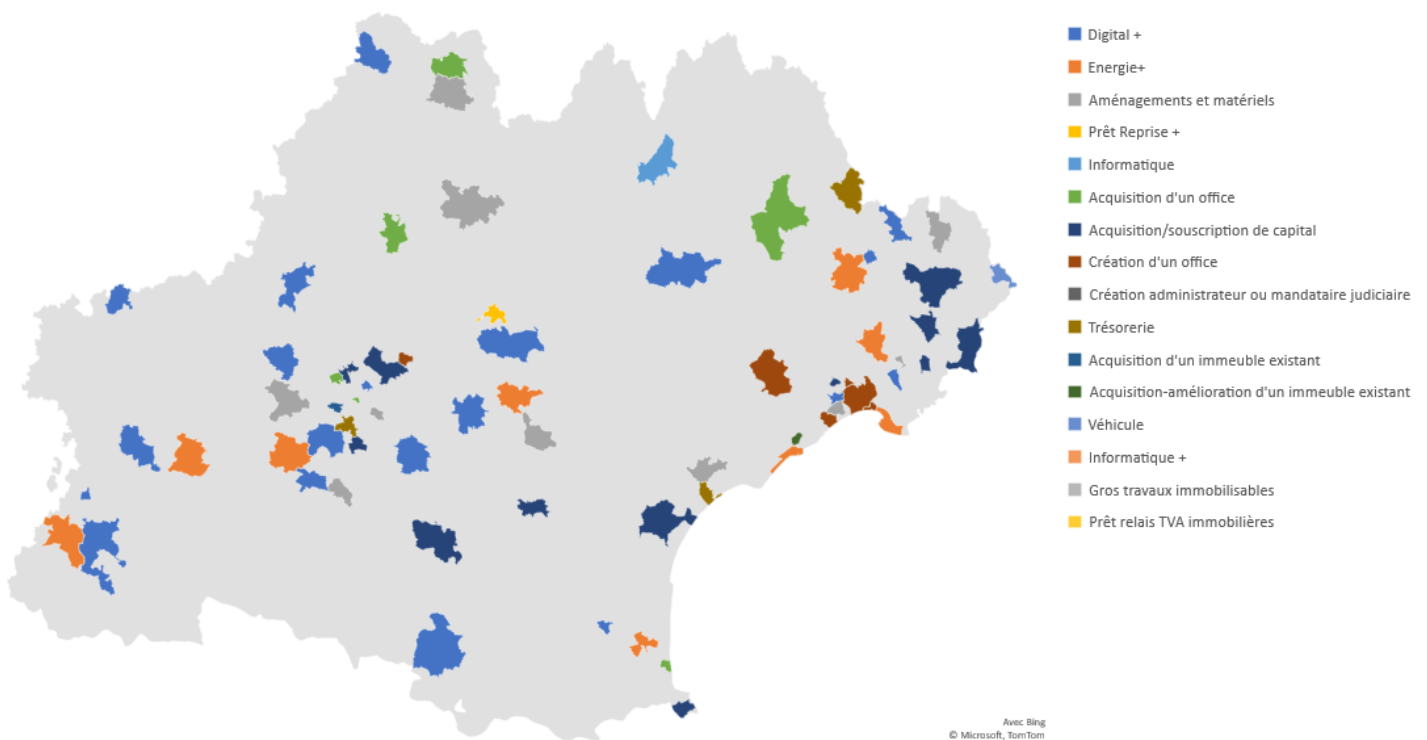 Digital +
Energie+
Aménagements et matériels
Prêt Reprise +
Informatique
Acquisition d'un office
Acquisition/souscription de capital
Création d'un office
Création administrateur ou mandataire judiciaire
Trésorerie
Acquisition d'un immeuble existant
Acquisition-amélioration d'un immeuble existant
Véhicule
Informatique +
Gros travaux immobilisables
Prêt relais TVA immobilières
Avec Bing
© Microsoft, TomTom